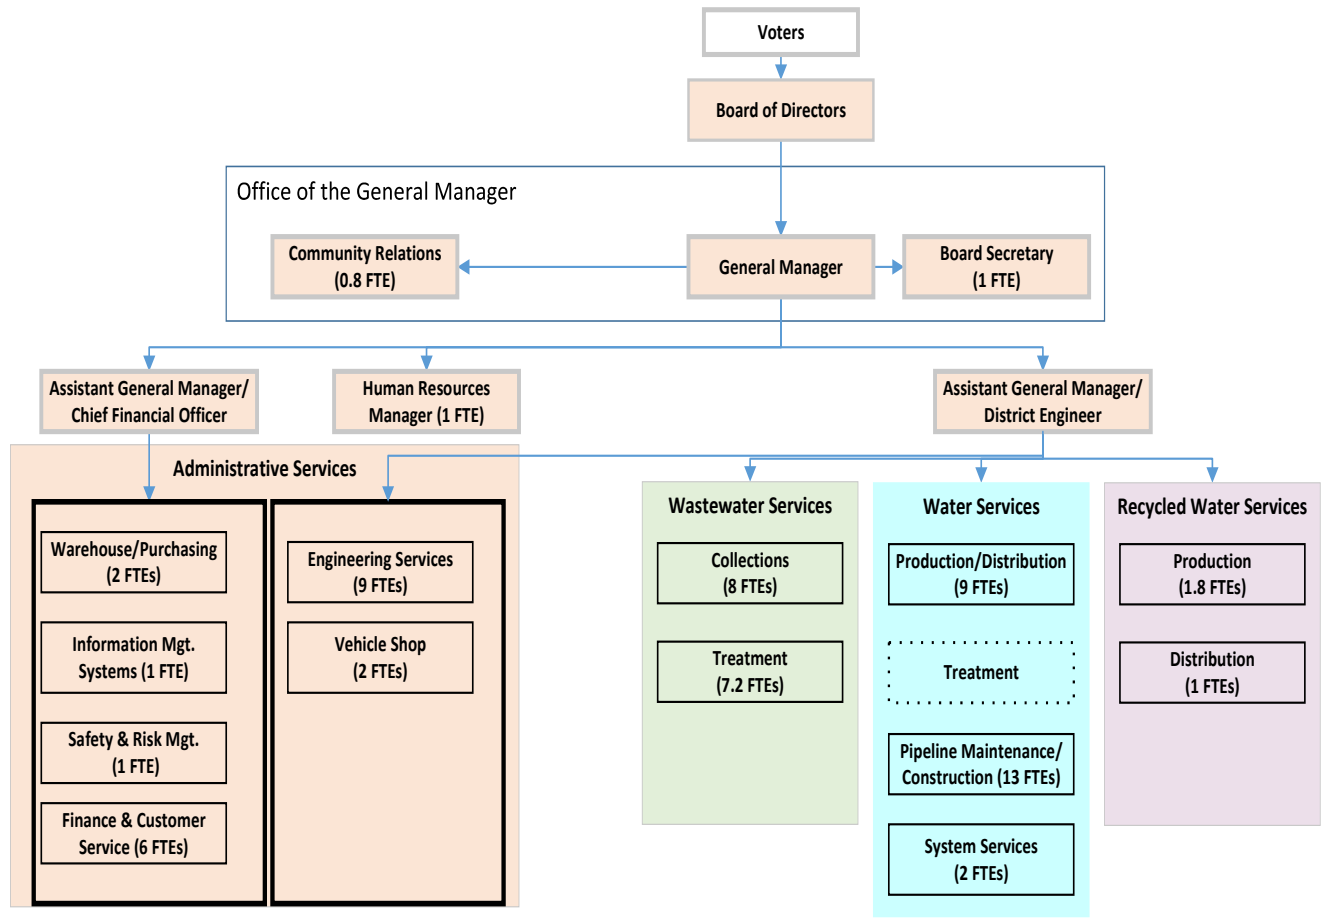 Voters
Board of Directors
Office of the General Manager
Community Relations
(0.8 FTE)
General Manager
Board Secretary
(1 FTE)
Assistant General Manager/
Chief Financial Officer
Human Resources
Manager (1 FTE)
Assistant General Manager/
District Engineer
Administrative Services
Warehouse/Purchasing
(2 FTEs)
Information Mgt.
Systems (1 FTE)
Safety & Risk Mgt.
(1 FTE)
Finance & Customer
Service (6 FTEs)
Engineering Services
(9 FTEs)
Vehicle Shop
(2 FTEs)
Wastewater Services
Collections
(8 FTEs)
Treatment
(7.2 FTEs)
Water Services
Production/Distribution
(9 FTEs)
Treatment
Pipeline Maintenance/
Construction (13 FTEs)
System Services
(2 FTEs)
Recycled Water Services
Production
(1.8 FTEs)
Distribution
(1 FTEs)